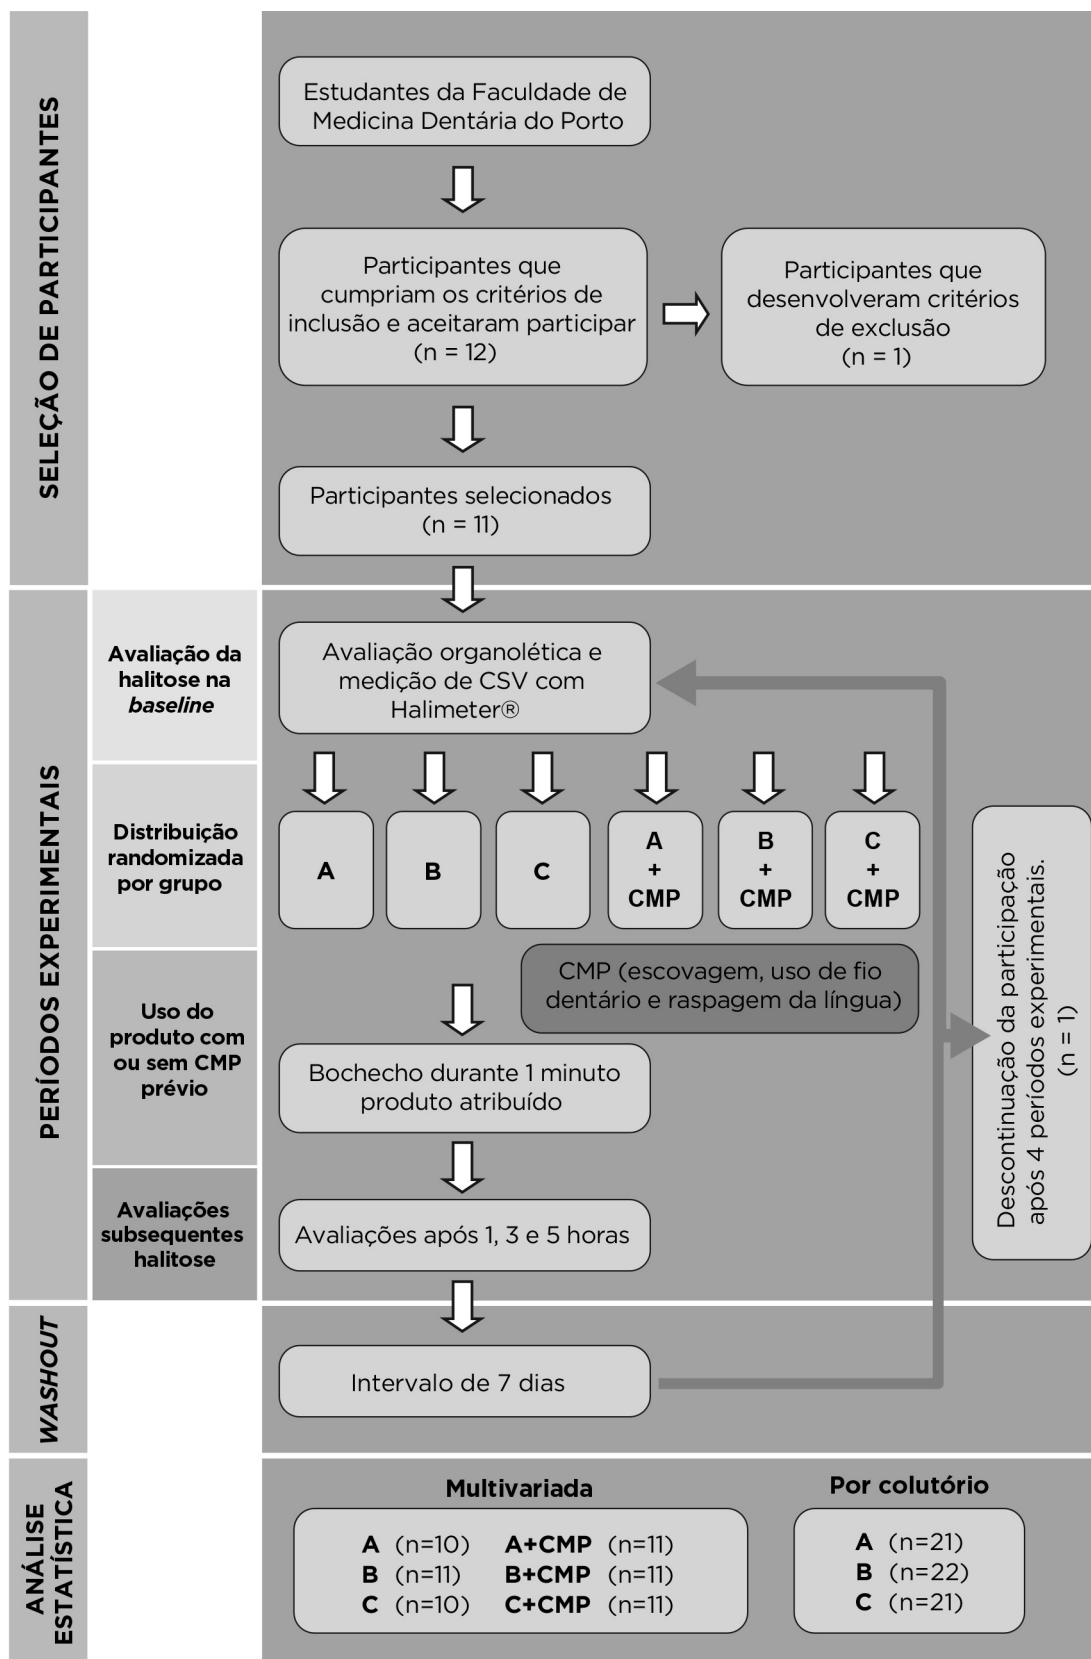 SELEÇÃO DE PARTICIPANTES
Estudantes da Faculdade de
Medicina Dentária do Porto
Participantes que
cumpriam os critérios de
inclusão e aceitaram participar
(n = 12)
Participantes que
desenvolveram critérios
de exclusão
(n = 1)
Participantes selecionados
(n = 11)
PERÍODOS EXPERIMENTAIS
Avaliação da
halitose na
baseline
Avaliação organolética e
medição de CSV com
Halimeter®
Distribuição
randomizada
por grupo
A
B
C
A
+
CMP
B
+
CMP
C
+
CMP
Uso do
produto com
ou sem CMP
prévio
CMP (escovagem, uso de fio
dentário e raspagem da língua)
Bochecho durante 1 minuto
produto atribuído
Descontinuação da participação
após 4 períodos experimentais.
(n = 1)
Avaliações
subsequentes
halitose
Avaliações após 1, 3 e 5 horas
WASHOUT
Intervalo de 7 dias
ANÁLISE
ESTATÍSTICA
Multivariada
A (n=10) A+CMP (n=11)
B (n=11) B+CMP (n=11)
C (n=10) C+CMP (n=11)
Por colutório
A (n=21)
B (n=22)
C (n=21)